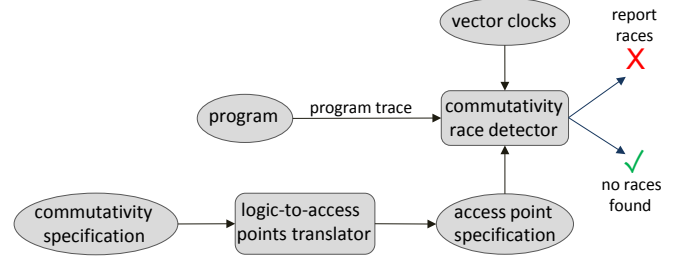 vector clocks
report
races
X
program
program trace
commutativity
race detector
no races
found
commutativity
specification
logic-to-access
points translator
access point
specification